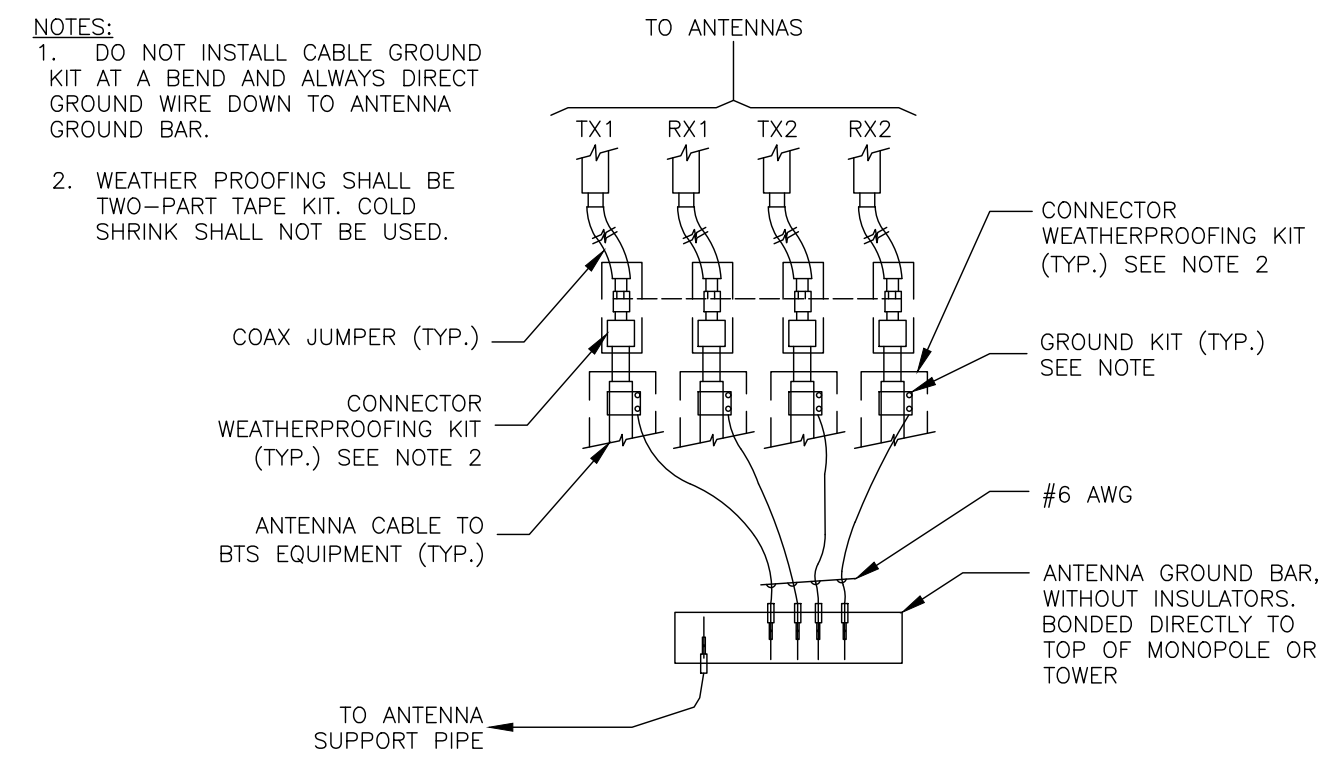 NOTES:
1. DO NOT INSTALL CABLE GROUND
KIT AT A BEND AND ALWAYS DIRECT
GROUND WIRE DOWN TO ANTENNA
GROUND BAR.
2. WEATHER PROOFING SHALL BE
TWO-PART TAPE KIT. COLD
SHRINK SHALL NOT BE USED.
TO ANTENNAS
TX1 RX1 TX2 RX2
COAX JUMPER (TYP.)
CONNECTOR
WEATHERPROOFING KIT
(TYP.) SEE NOTE 2
ANTENNA CABLE TO
BTS EQUIPMENT (TYP.)
TO ANTENNA
SUPPORT PIPE
CONNECTOR
WEATHERPROOFING KIT
(TYP.) SEE NOTE 2
GROUND KIT (TYP.)
SEE NOTE
#6 AWG
ANTENNA GROUND BAR,
WITHOUT INSULATORS.
BONDED DIRECTLY TO
TOP OF MONOPOLE OR
TOWER